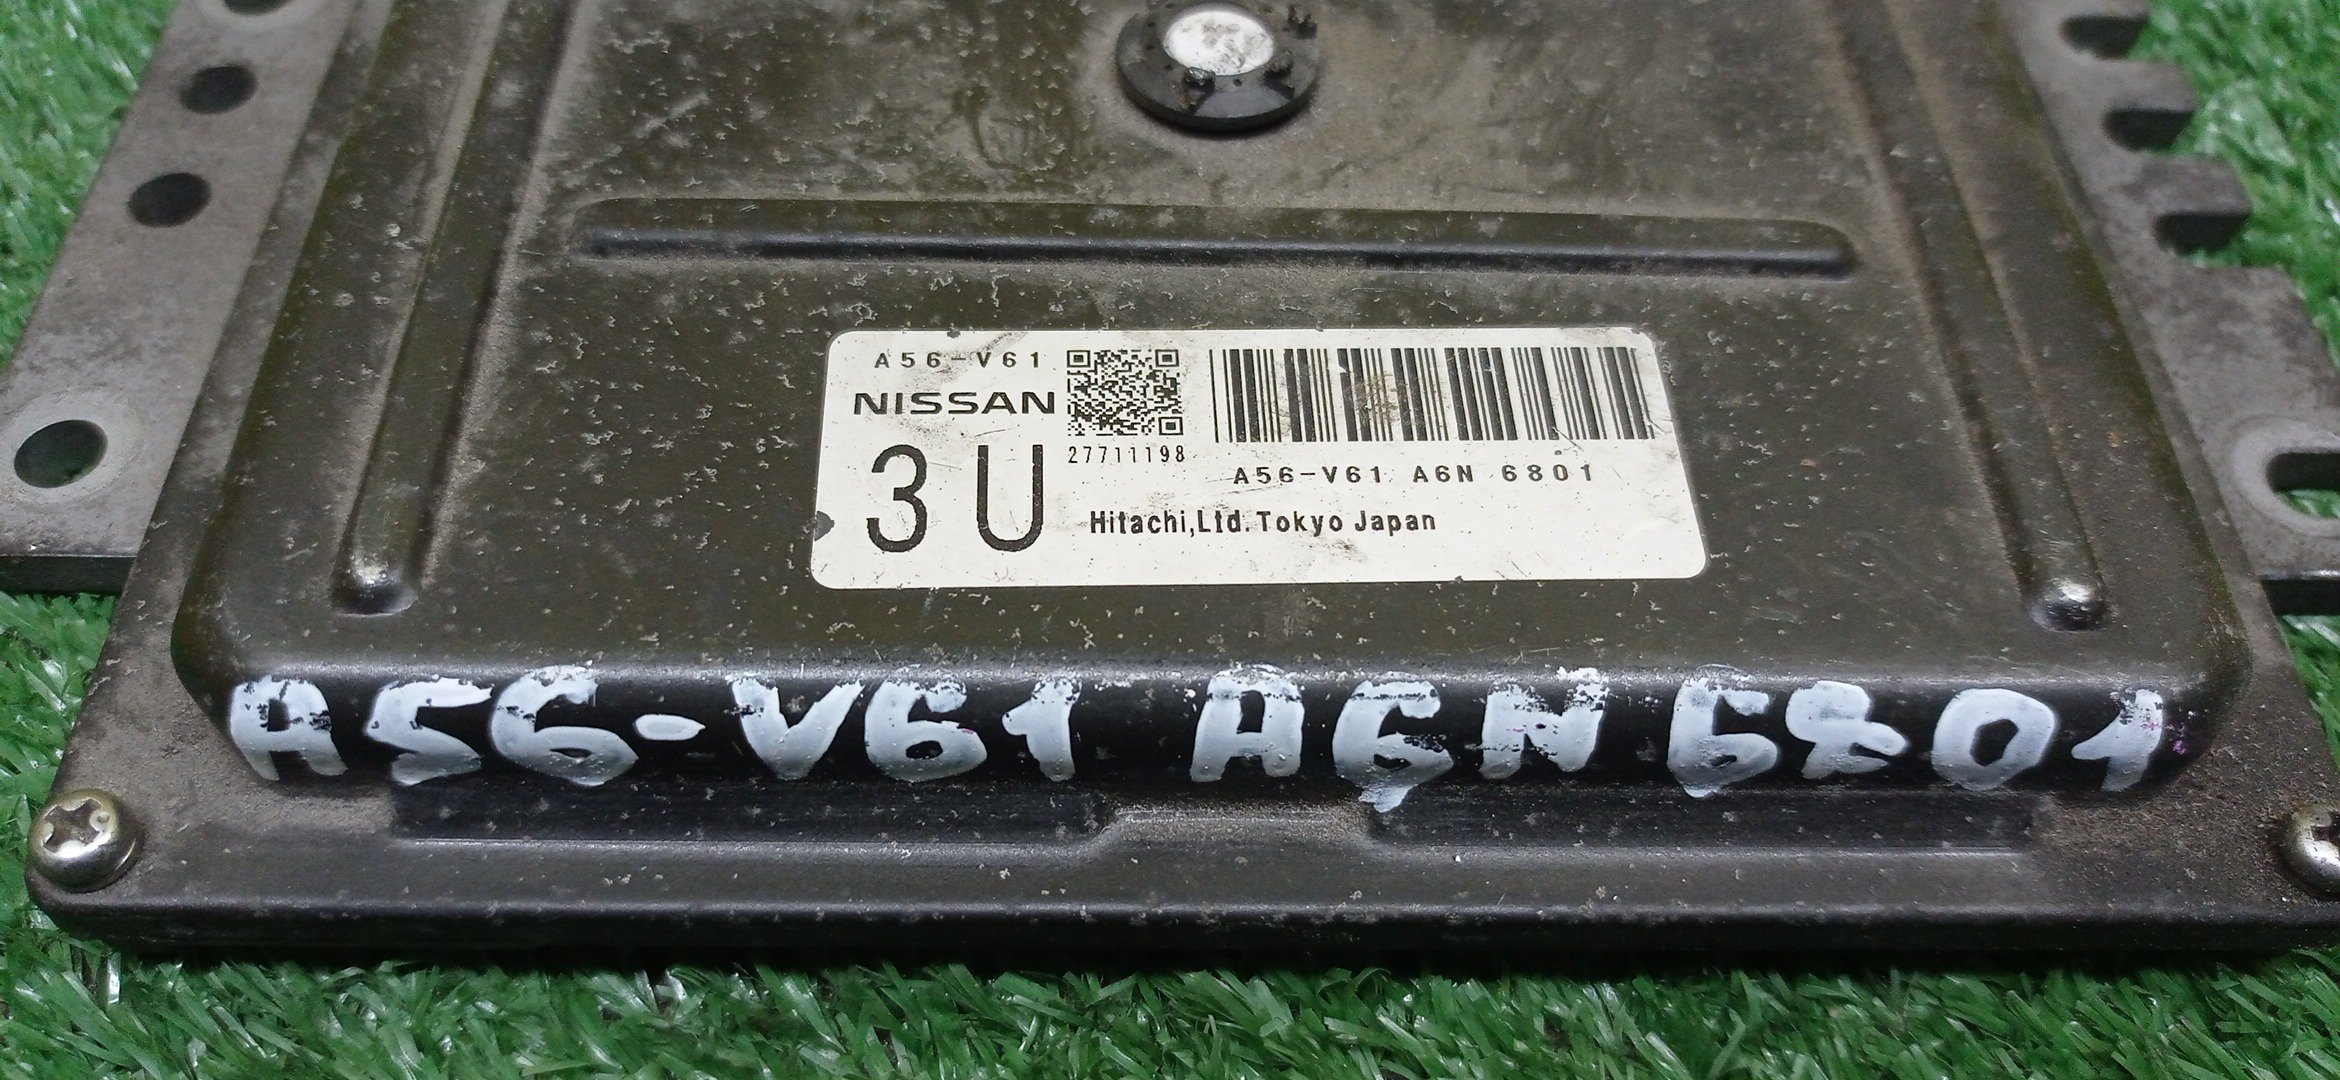 A56-V61
NISSAN
3U
27711198
A56-V61 A6N 6801
Hitachi,Ltd. Tokyo Japan
A56-V61 A6N 6801